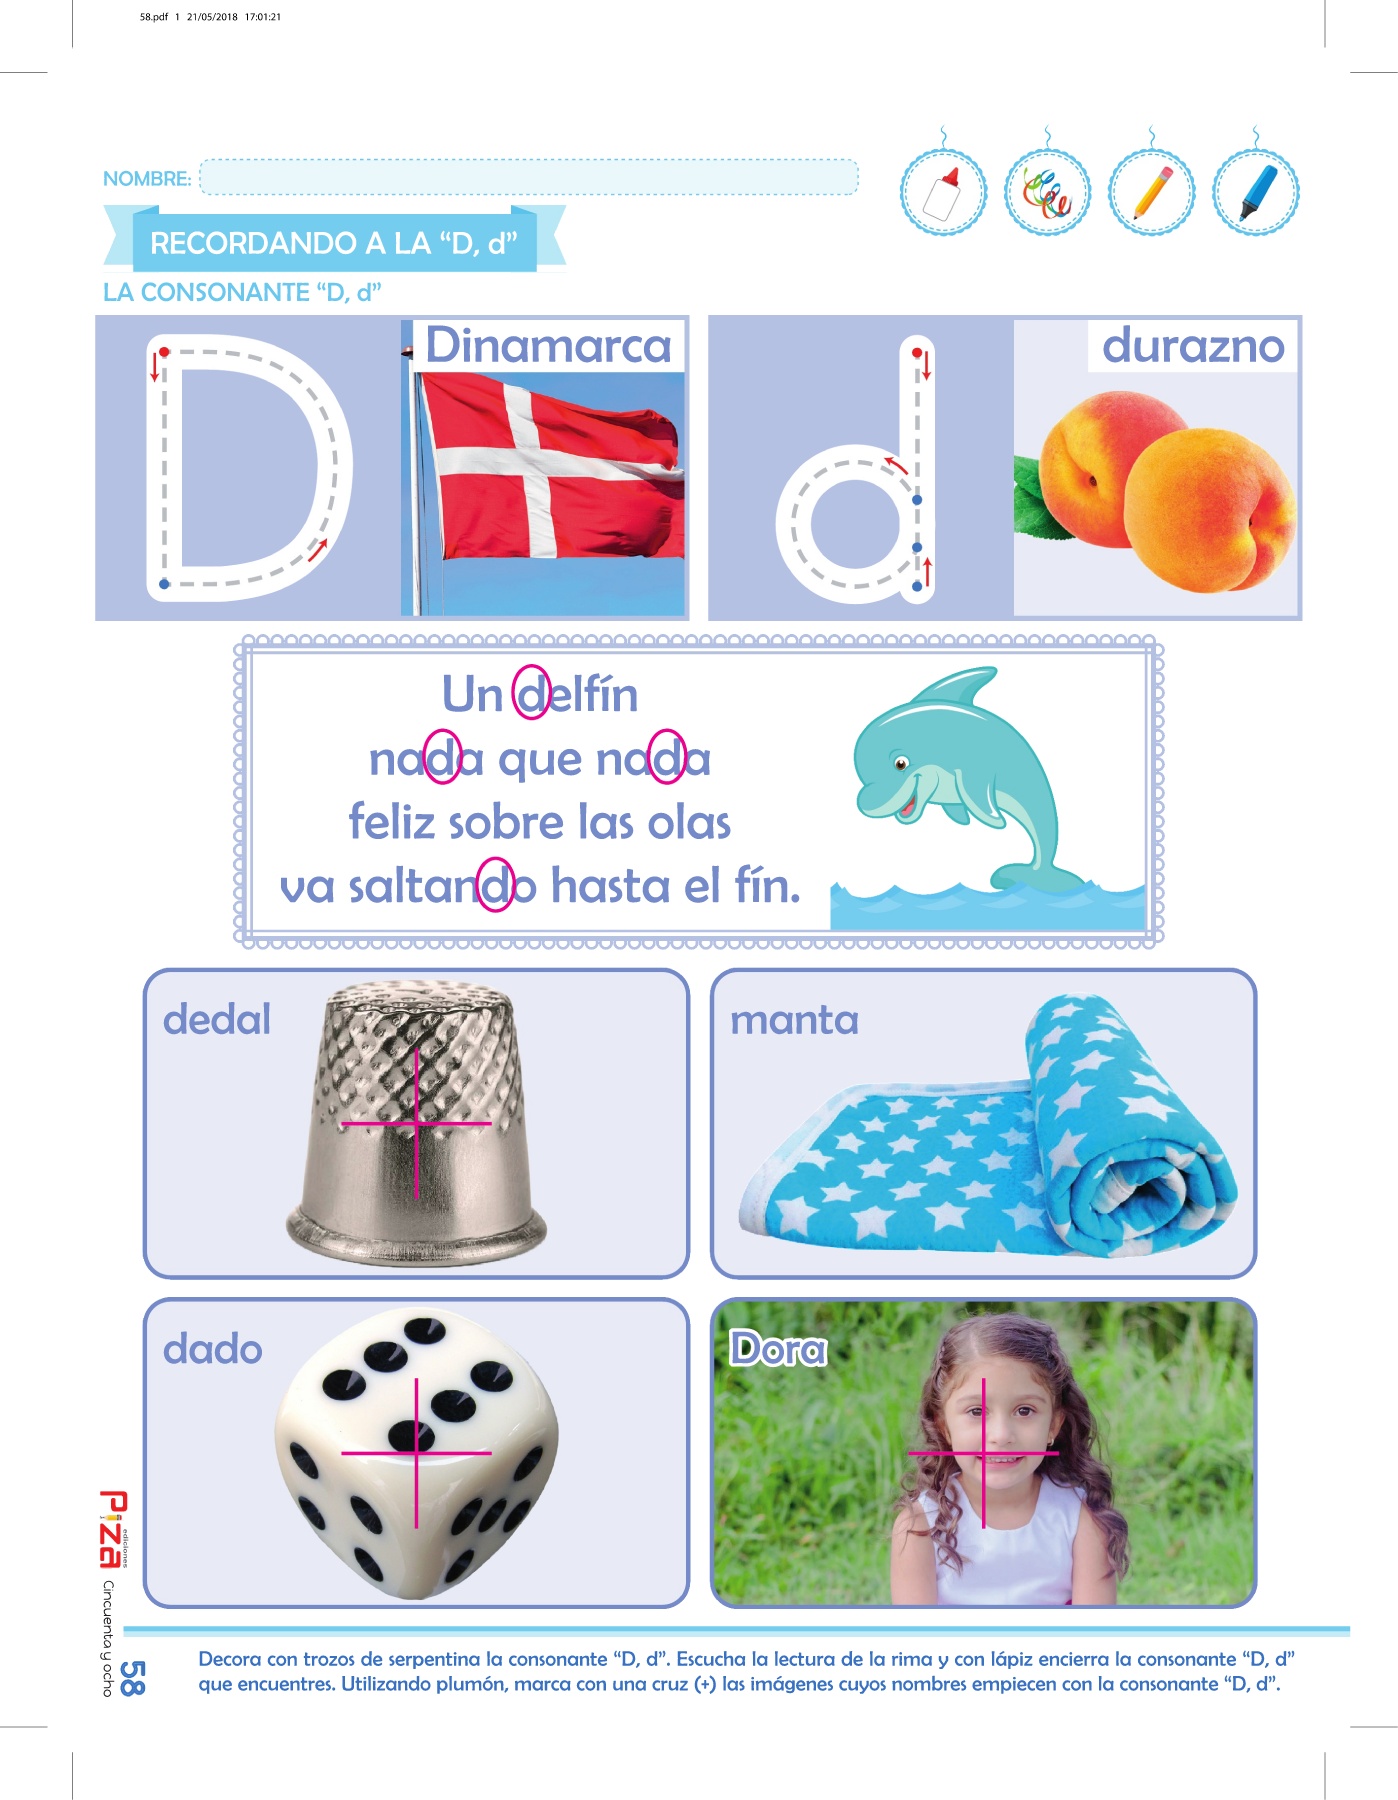 58.pdf 1 21/05/2018 17:01:21
NOMBRE:
RECORDANDO A LA “D, d”
LA CONSONANTE “D, d”
D
Dinamarca
d
durazno
Un delfín
nada que nada
feliz sobre las olas
va saltando hasta el fín.
dedal
manta
dado
Dora
Piza
ediciones
Cincuenta y ocho
58
Decora con trozos de serpentina la consonante “D, d”. Escucha la lectura de la rima y con lápiz encierra la consonante “D, d”
que encuentres. Utilizando plumón, marca con una cruz (+) las imágenes cuyos nombres empiecen con la consonante “D, d”.